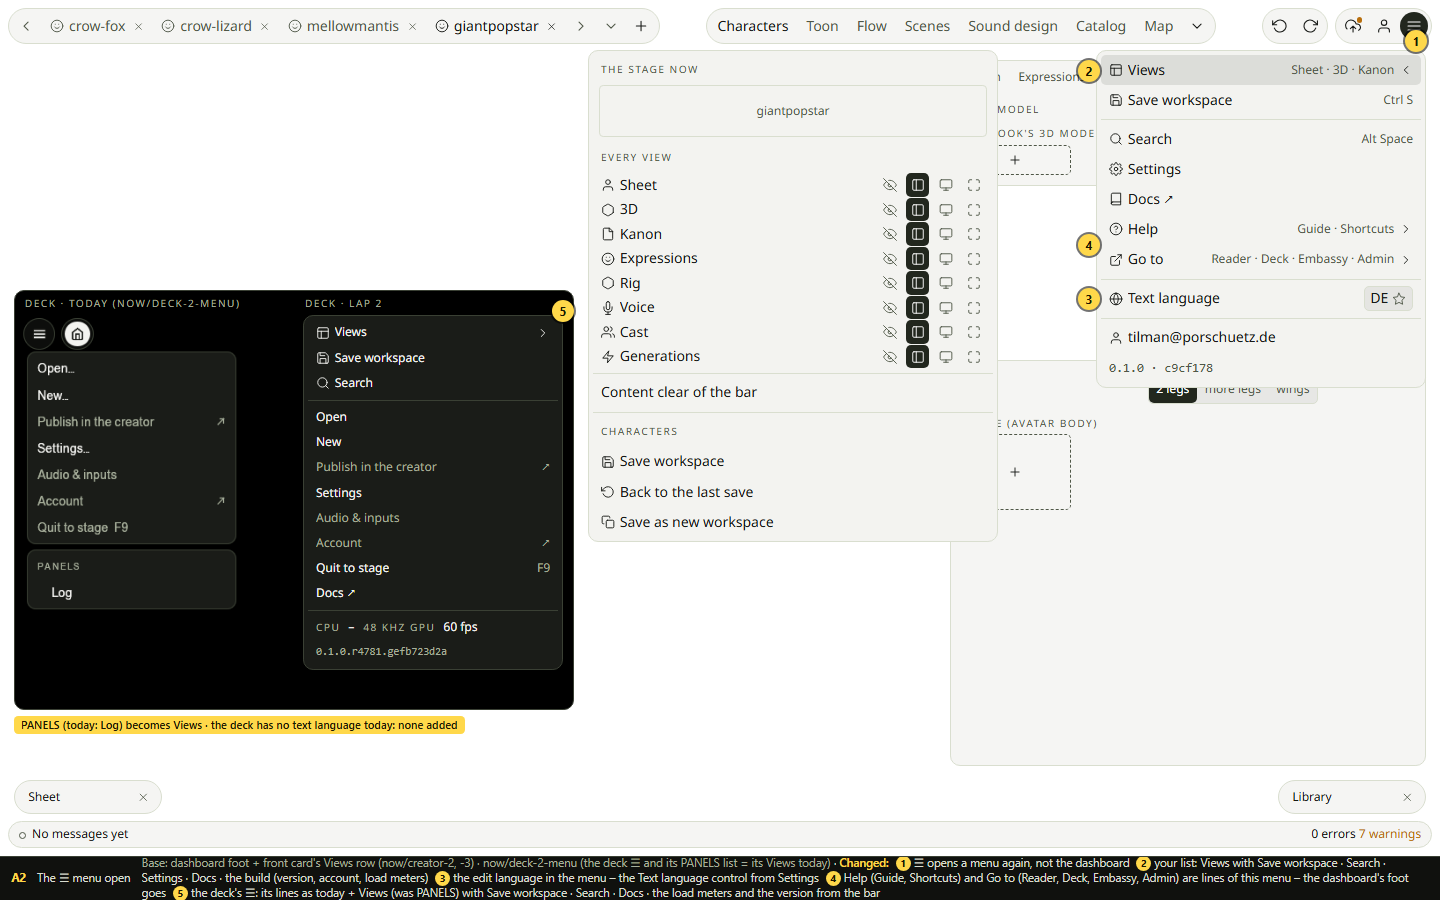 crow-fox
crow-lizard
mellowmantis
giantpopstar
Characters Toon Flow Scenes Sound design Catalog Map
1
THE STAGE NOW
giantpopstar
EVERY VIEW
Sheet
3D
Kanon
Expressions
Rig
Voice
Cast
Generations
Content clear of the bar
CHARACTERS
Save workspace
Back to the last save
Save as new workspace
Expression
MODEL
OOK'S 3D MODE
2 legs more legs wings
E (AVATAR BODY)
2
Views Sheet · 3D · Kanon
Save workspace Ctrl S
Search Alt Space
Settings
Docs ↗
Help Guide · Shortcuts
4
Go to Reader · Deck · Embassy · Admin
3
Text language DE
tilman@porschuetz.de
0.1.0 · c9cf178
DECK · TODAY (NOW/DECK-2-MENU)
Open…
New…
Publish in the creator ↗
Settings…
Audio & inputs
Account ↗
Quit to stage F9
PANELS
Log
DECK · LAP 2
5
Views
Save workspace
Search
Open
New
Publish in the creator ↗
Settings
Audio & inputs
Account ↗
Quit to stage F9
Docs ↗
CPU – 48 KHZ GPU 60 fps
0.1.0.r4781.gefb723d2a
PANELS (today: Log) becomes Views · the deck has no text language today: none added
Sheet
Library
No messages yet
0 errors 7 warnings
A2 The ☰ menu open
Base: dashboard foot + front card's Views row (now/creator-2, -3) · now/deck-2-menu (the deck ☰ and its PANELS list = its Views today) · Changed: 1 ☰ opens a menu again, not the dashboard 2 your list: Views with Save workspace · Search ·
Settings · Docs · the build (version, account, load meters) 3 the edit language in the menu – the Text language control from Settings 4 Help (Guide, Shortcuts) and Go to (Reader, Deck, Embassy, Admin) are lines of this menu – the dashboard's foot
goes 5 the deck's ☰: its lines as today + Views (was PANELS) with Save workspace · Search · Docs · the load meters and the version from the bar